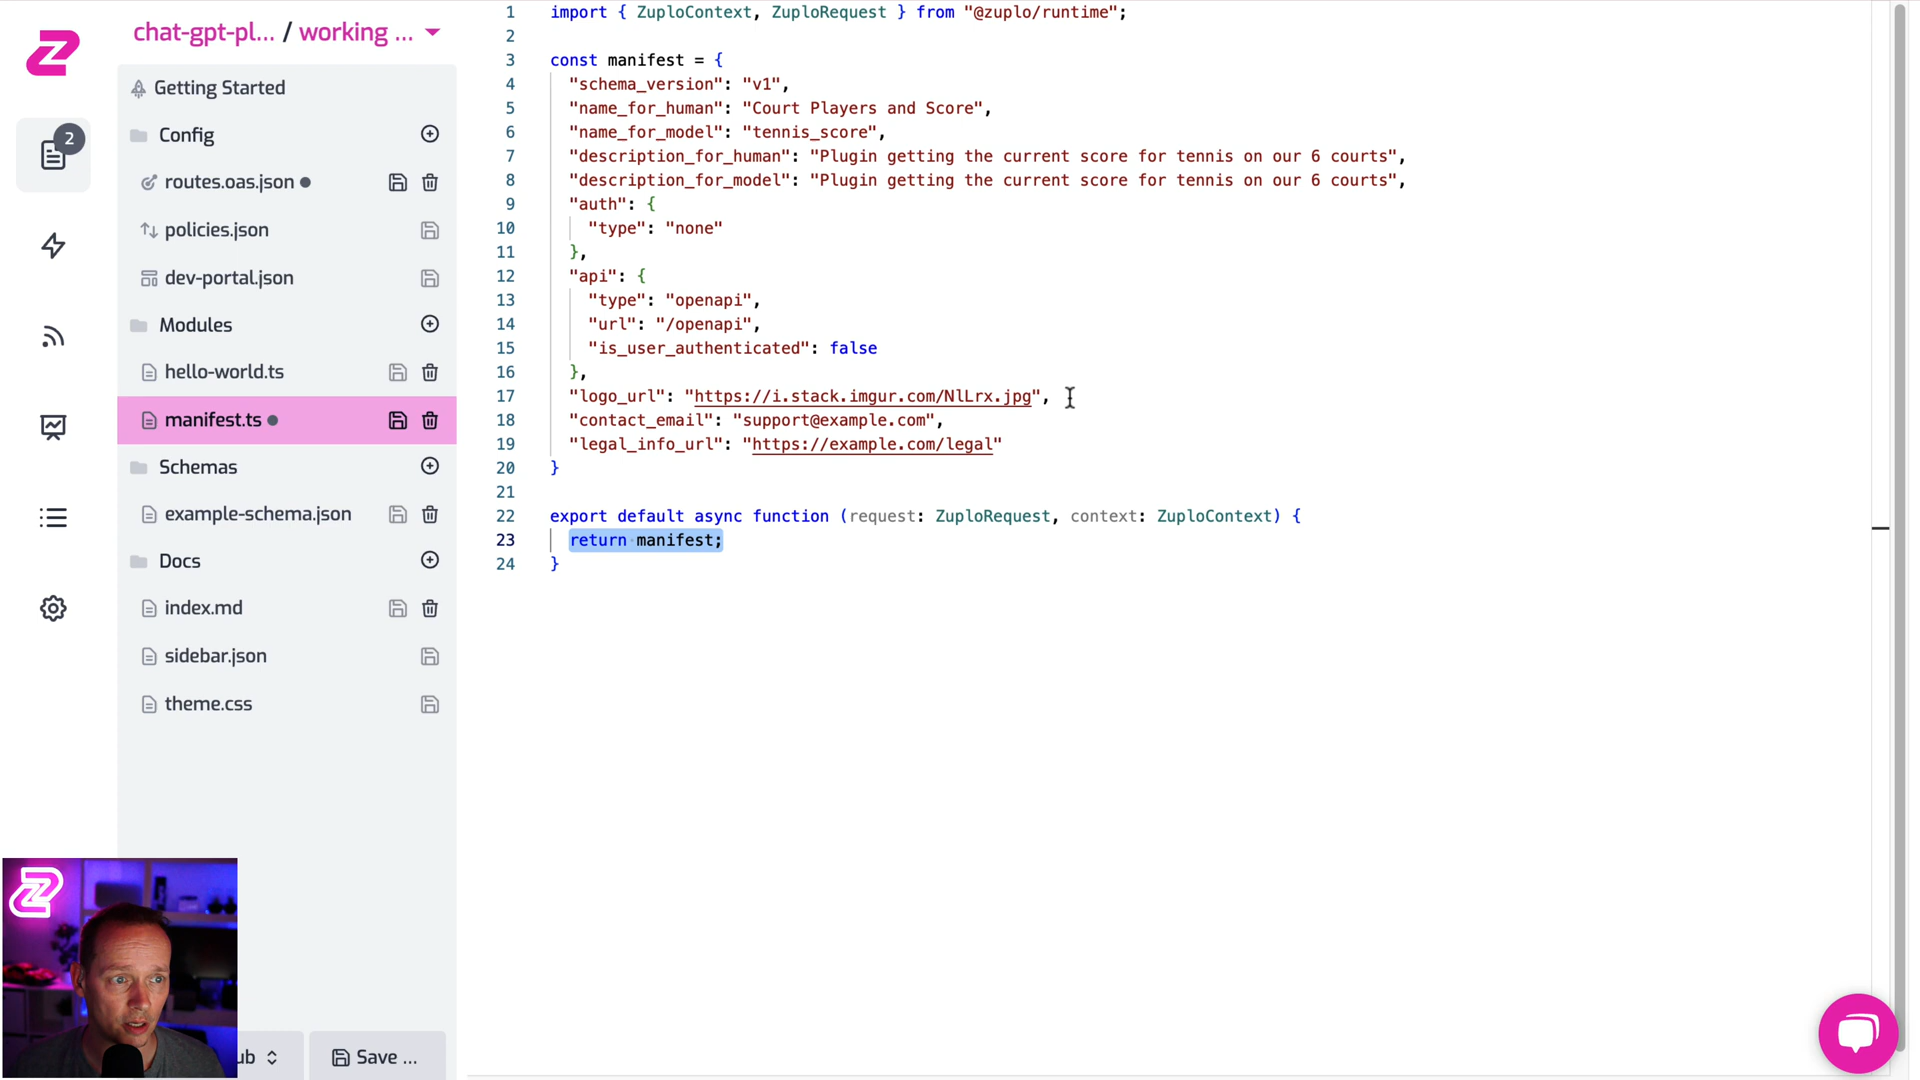 chat-gpt-pl... / working ...
Getting Started
Config
2
routes.oas.json
policies.json
dev-portal.json
Modules
hello-world.ts
manifest.ts
Schemas
example-schema.json
Docs
index.md
sidebar.json
theme.css
ub
Save ...
1 import { ZuploContext, ZuploRequest } from "@zuplo/runtime";
2
3 const manifest = {
4 "schema_version": "v1",
5 "name_for_human": "Court Players and Score",
6 "name_for_model": "tennis_score",
7 "description_for_human": "Plugin getting the current score for tennis on our 6 courts",
8 "description_for_model": "Plugin getting the current score for tennis on our 6 courts",
9 "auth": {
10 "type": "none"
11 },
12 "api": {
13 "type": "openapi",
14 "url": "/openapi",
15 "is_user_authenticated": false
16 },
17 "logo_url": "https://i.stack.imgur.com/NlLrx.jpg",
18 "contact_email": "support@example.com",
19 "legal_info_url": "https://example.com/legal"
20 }
21
22 export default async function (request: ZuploRequest, context: ZuploContext) {
23 return manifest;
24 }